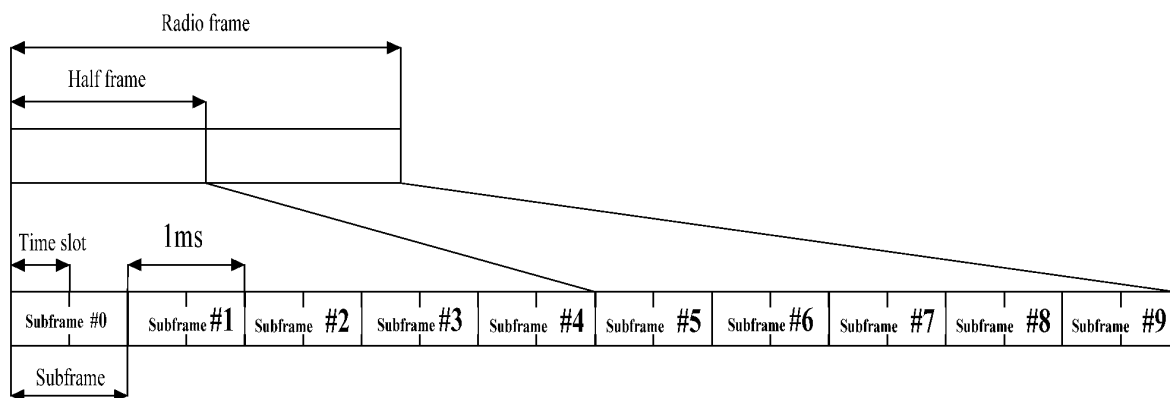 Radio frame
Half frame
Time slot
1ms
Subframe #0
Subframe #1
Subframe #2
Subframe #3
Subframe #4
Subframe #5
Subframe #6
Subframe #7
Subframe #8
Subframe #9
Subframe